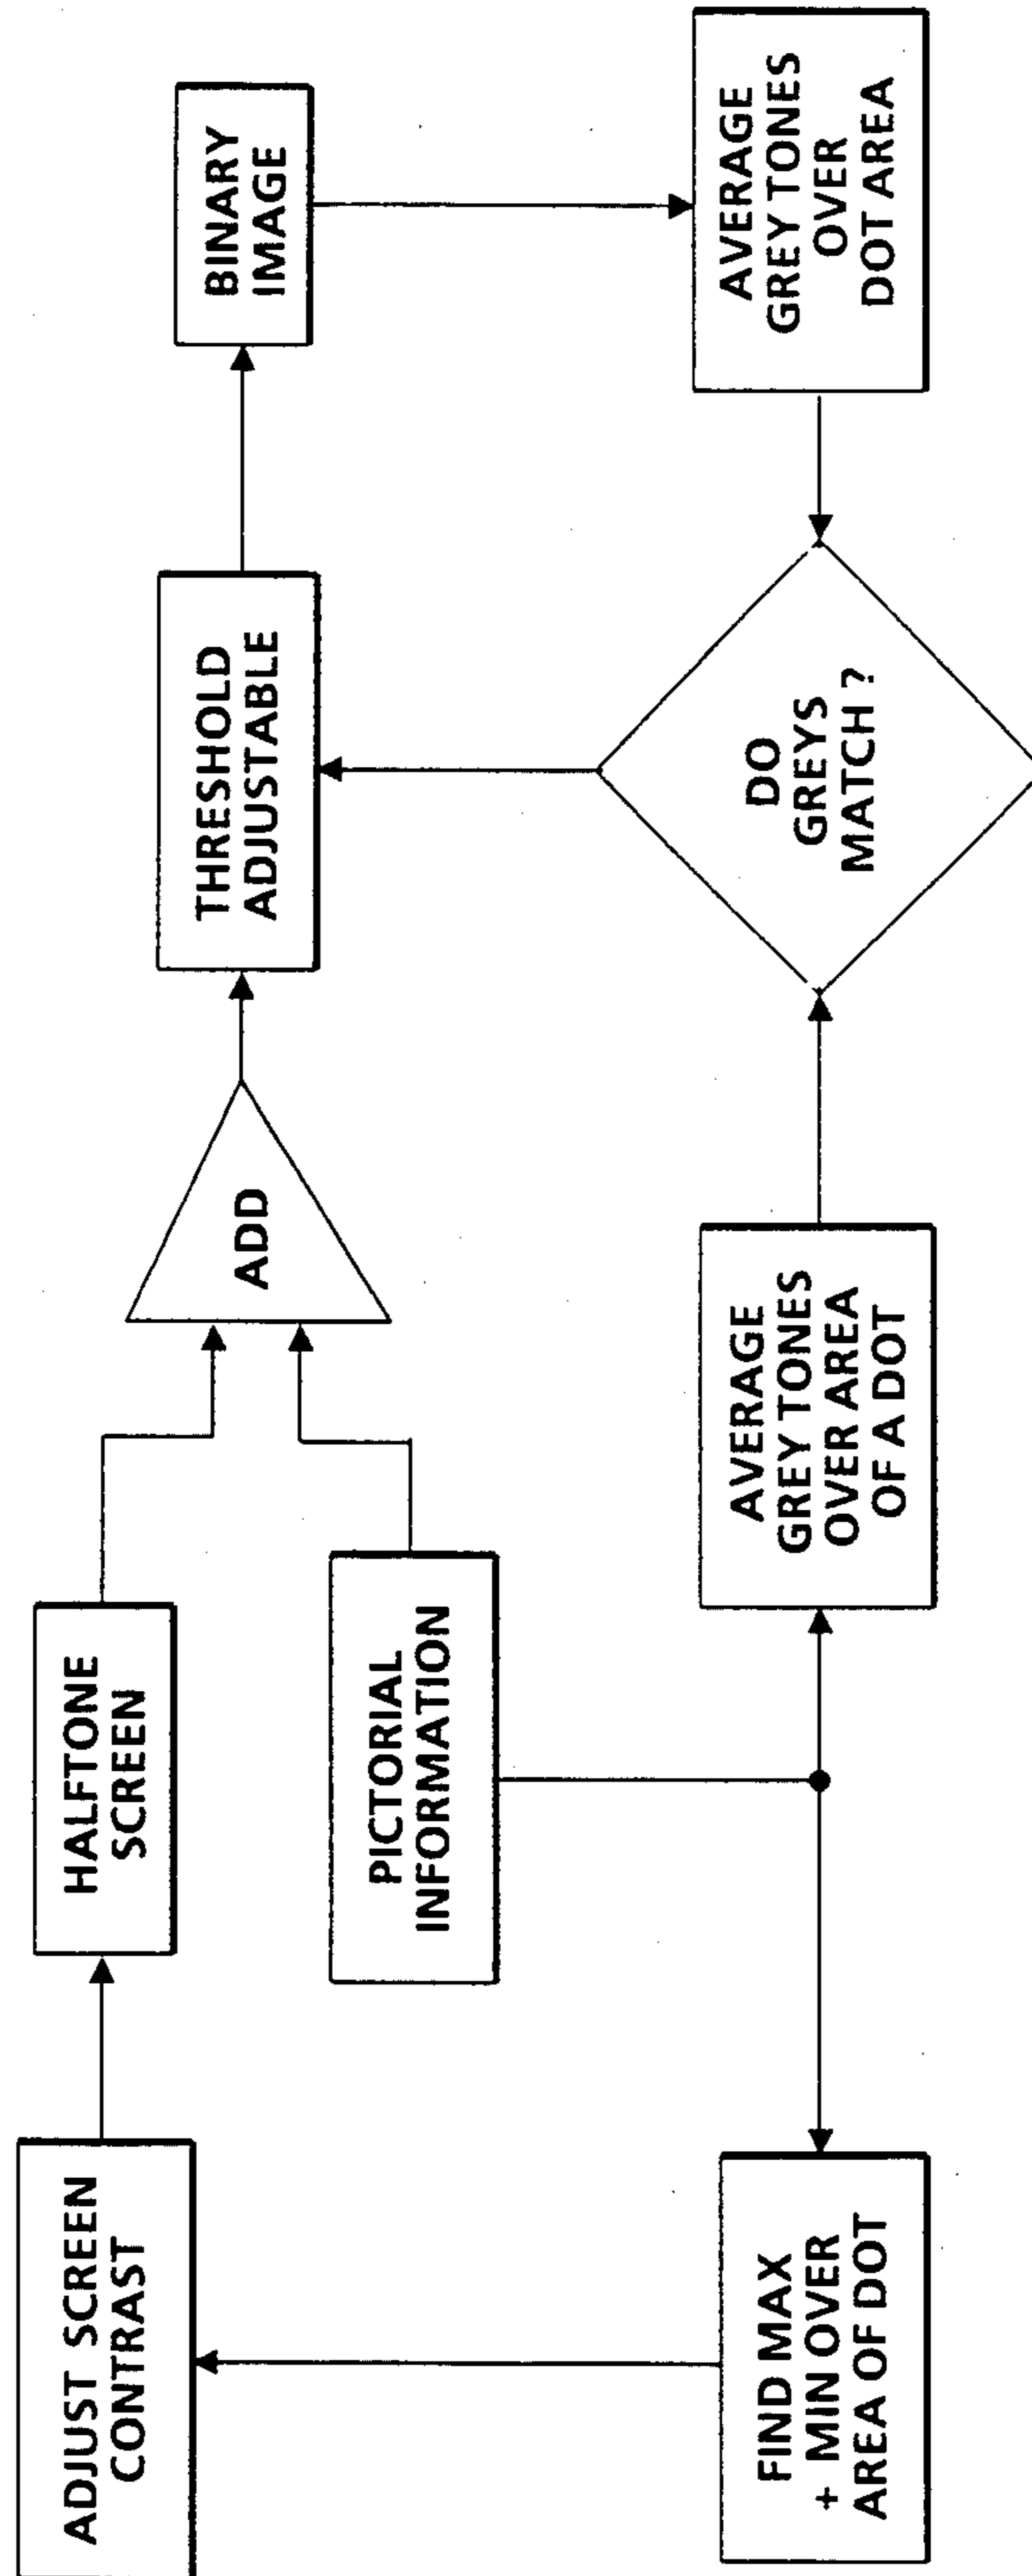 ADJUST SCREEN
CONTRAST
HALFTONE
SCREEN
PICTORIAL
INFORMATION
ADD
THRESHOLD
ADJUSTABLE
BINARY
IMAGE
FIND MAX
+ MIN OVER
AREA OF DOT
AVERAGE
GREY TONES
OVER AREA
OF A DOT
DO
GREYS
MATCH ?
AVERAGE
GREY TONES
OVER
DOT AREA